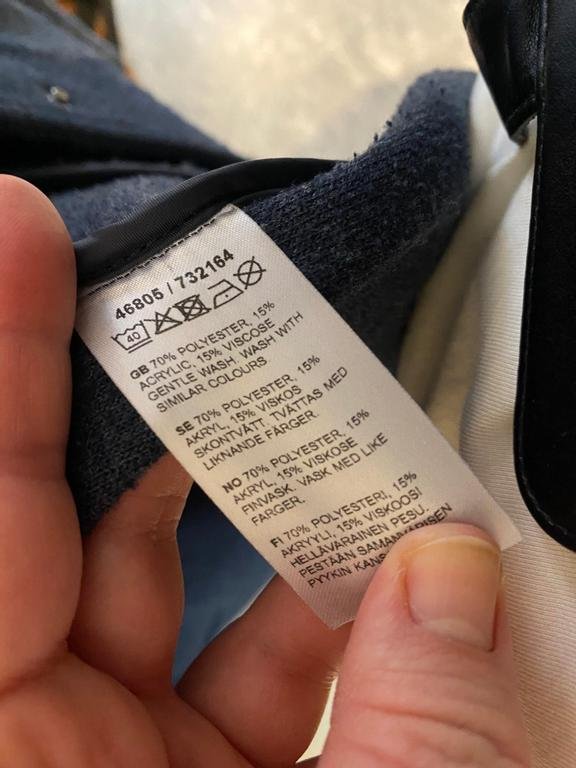 46805 / 732164
40
GB 70% POLYESTER, 15%
ACRYLIC, 15% VISCOSE
GENTLE WASH. WASH WITH
SIMILAR COLOURS
SE 70% POLYESTER, 15%
AKRYL, 15% VISKOS
SKONTVÄTT. TVÄTTAS MED
LIKNANDE FÄRGER.
NO 70% POLYESTER, 15%
AKRYL, 15% VISKOSE
FINVASK. VASK MED LIKE
FARGER.
FI 70% POLYESTERI, 15%
AKRYYLI, 15% VISKOOSI
HELLÄVARAINEN PESU.
PESTÄÄN SAMANVÄRISEN
PYYKIN